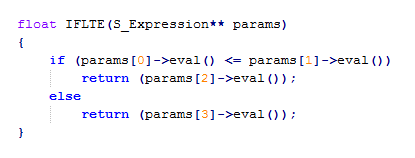 float IFLTE(S_Expression** params)
{
    if (params[0]->eval() <= params[1]->eval())
        return (params[2]->eval());
    else
        return (params[3]->eval());
}